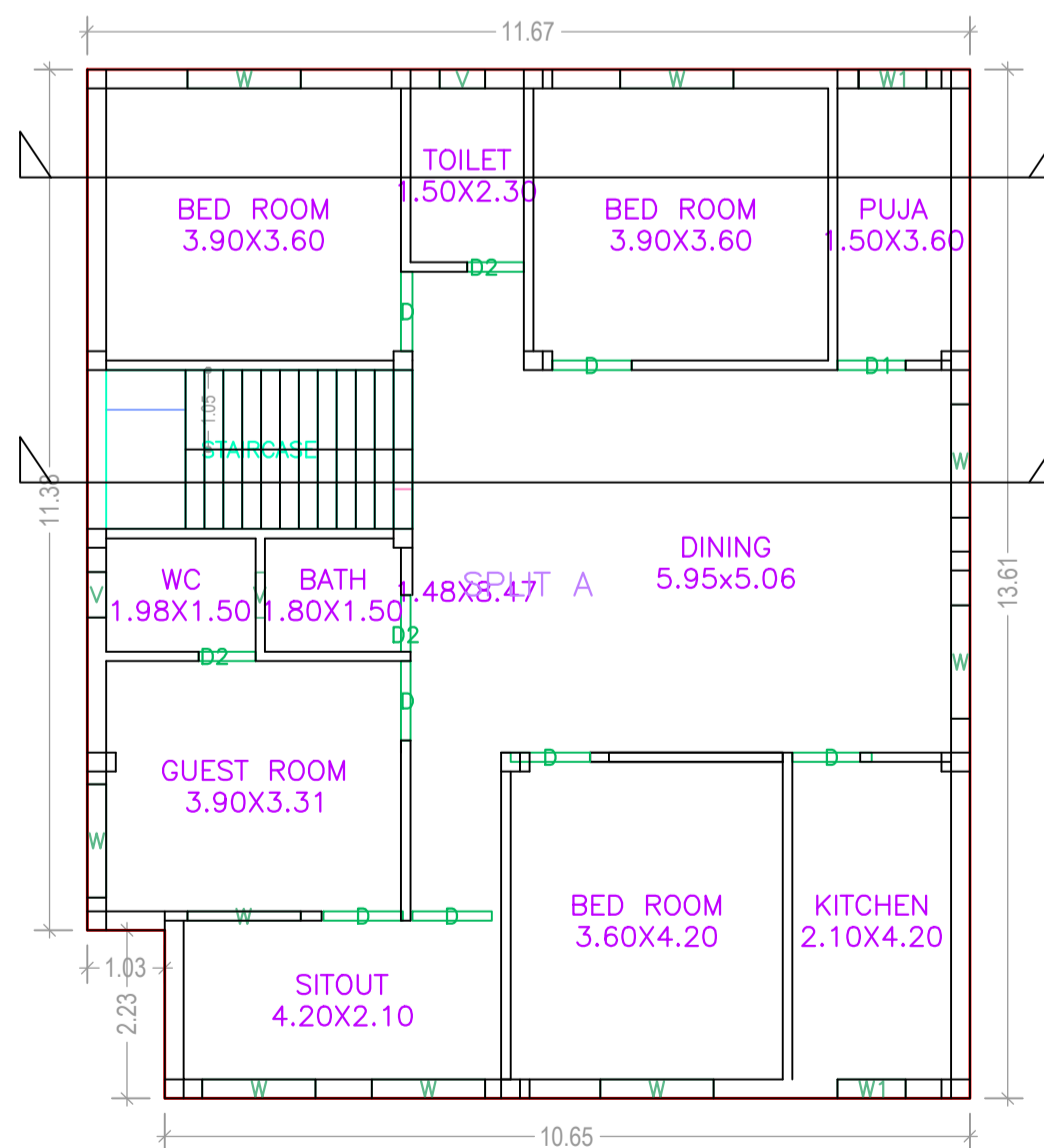 11.67
W
V
W
W1
TOILET
1.50X2.30
BED ROOM
3.90X3.60
BED ROOM
3.90X3.60
PUJA
1.50X3.60
D2
D
D
D1
1.05
STAIRCASE
W
11.38
DINING
5.95x5.06
SPLIT A
1.48X8.47
13.61
WC
1.98X1.50
BATH
1.80X1.50
V
V
D2
D2
W
D
D
D
GUEST ROOM
3.90X3.31
W
BED ROOM
3.60X4.20
KITCHEN
2.10X4.20
W
D
D
1.03
SITOUT
4.20X2.10
2.23
W
W
W
W1
10.65